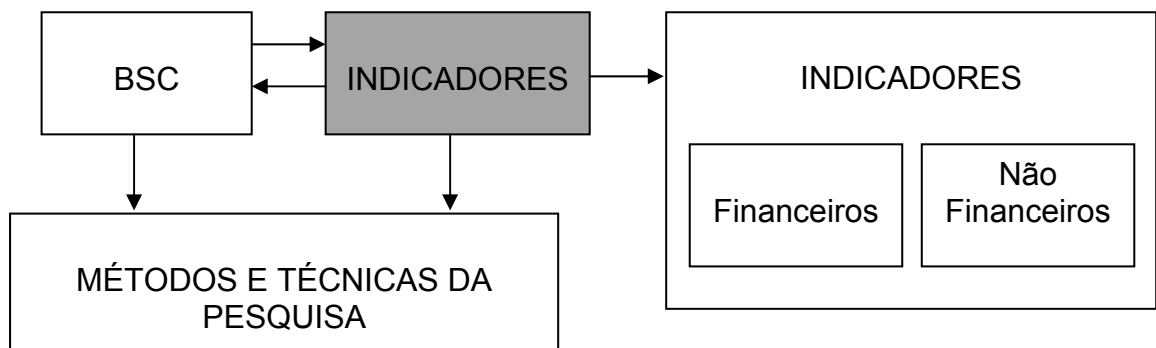 BSC
INDICADORES
INDICADORES
Financeiros
Não
Financeiros
MÉTODOS E TÉCNICAS DA
PESQUISA